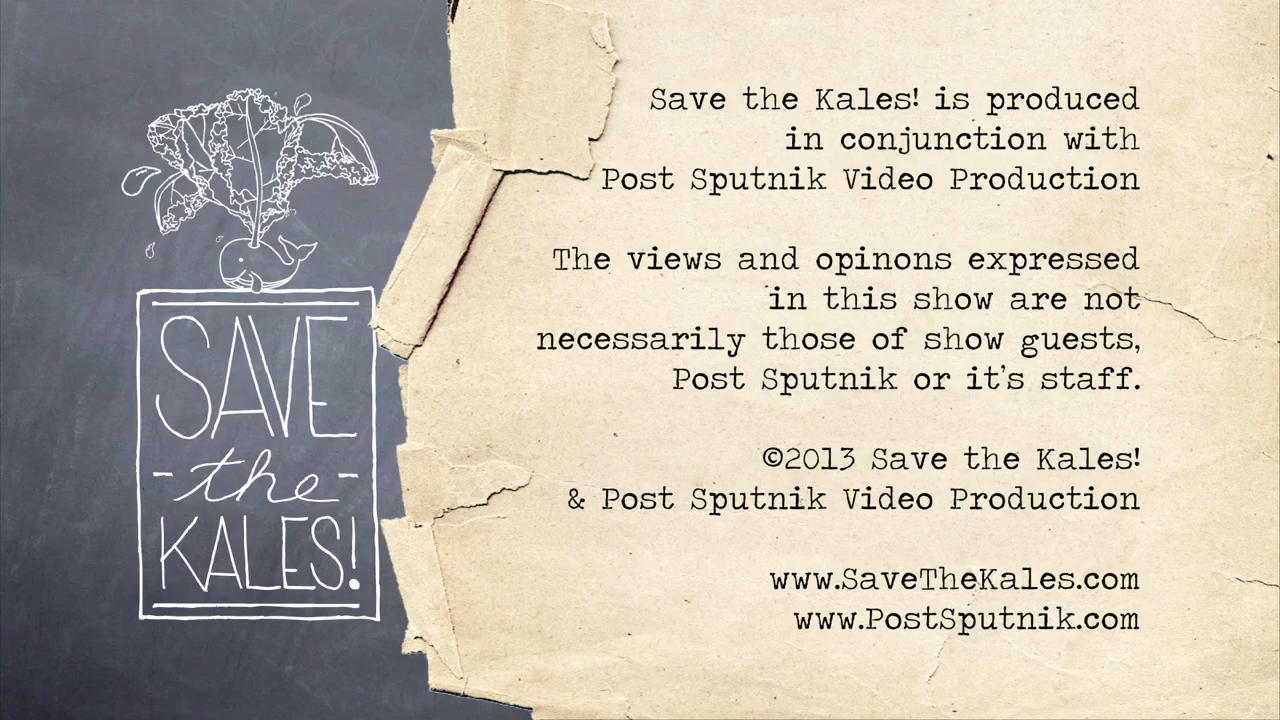 SAVE
-the-
KALES!
Save the Kales! is produced
in conjunction with
Post Sputnik Video Production
The views and opinons expressed
in this show are not
necessarily those of show guests,
Post Sputnik or it's staff.
©2013 Save the Kales!
& Post Sputnik Video Production
www.SaveTheKales.com
www.PostSputnik.com